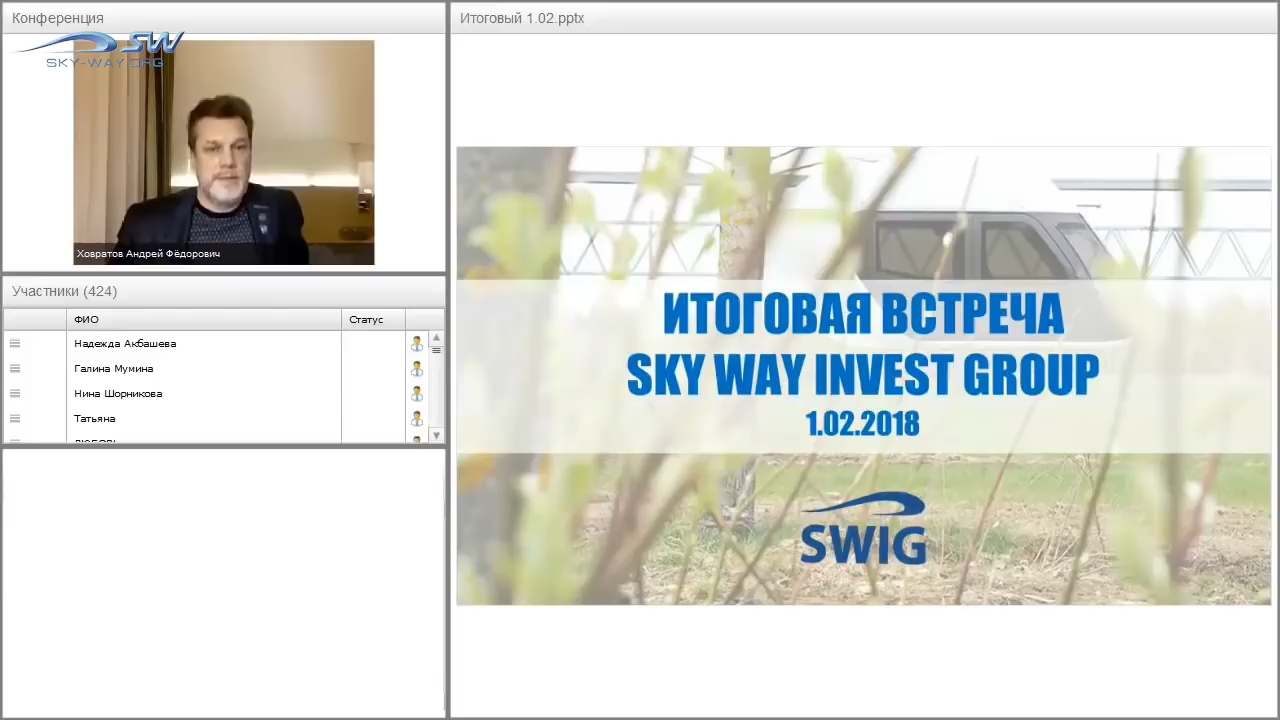 Конференция
SW
SKY-WAY.ORG
Ховратов Андрей Фёдорович
Участники (424)
ФИО
Статус
Надежда Акбашева
Галина Мумина
Нина Шорникова
Татьяна
Итоговый 1.02.pptx
ИТОГОВАЯ ВСТРЕЧА
SKY WAY INVEST GROUP
1.02.2018
SWIG